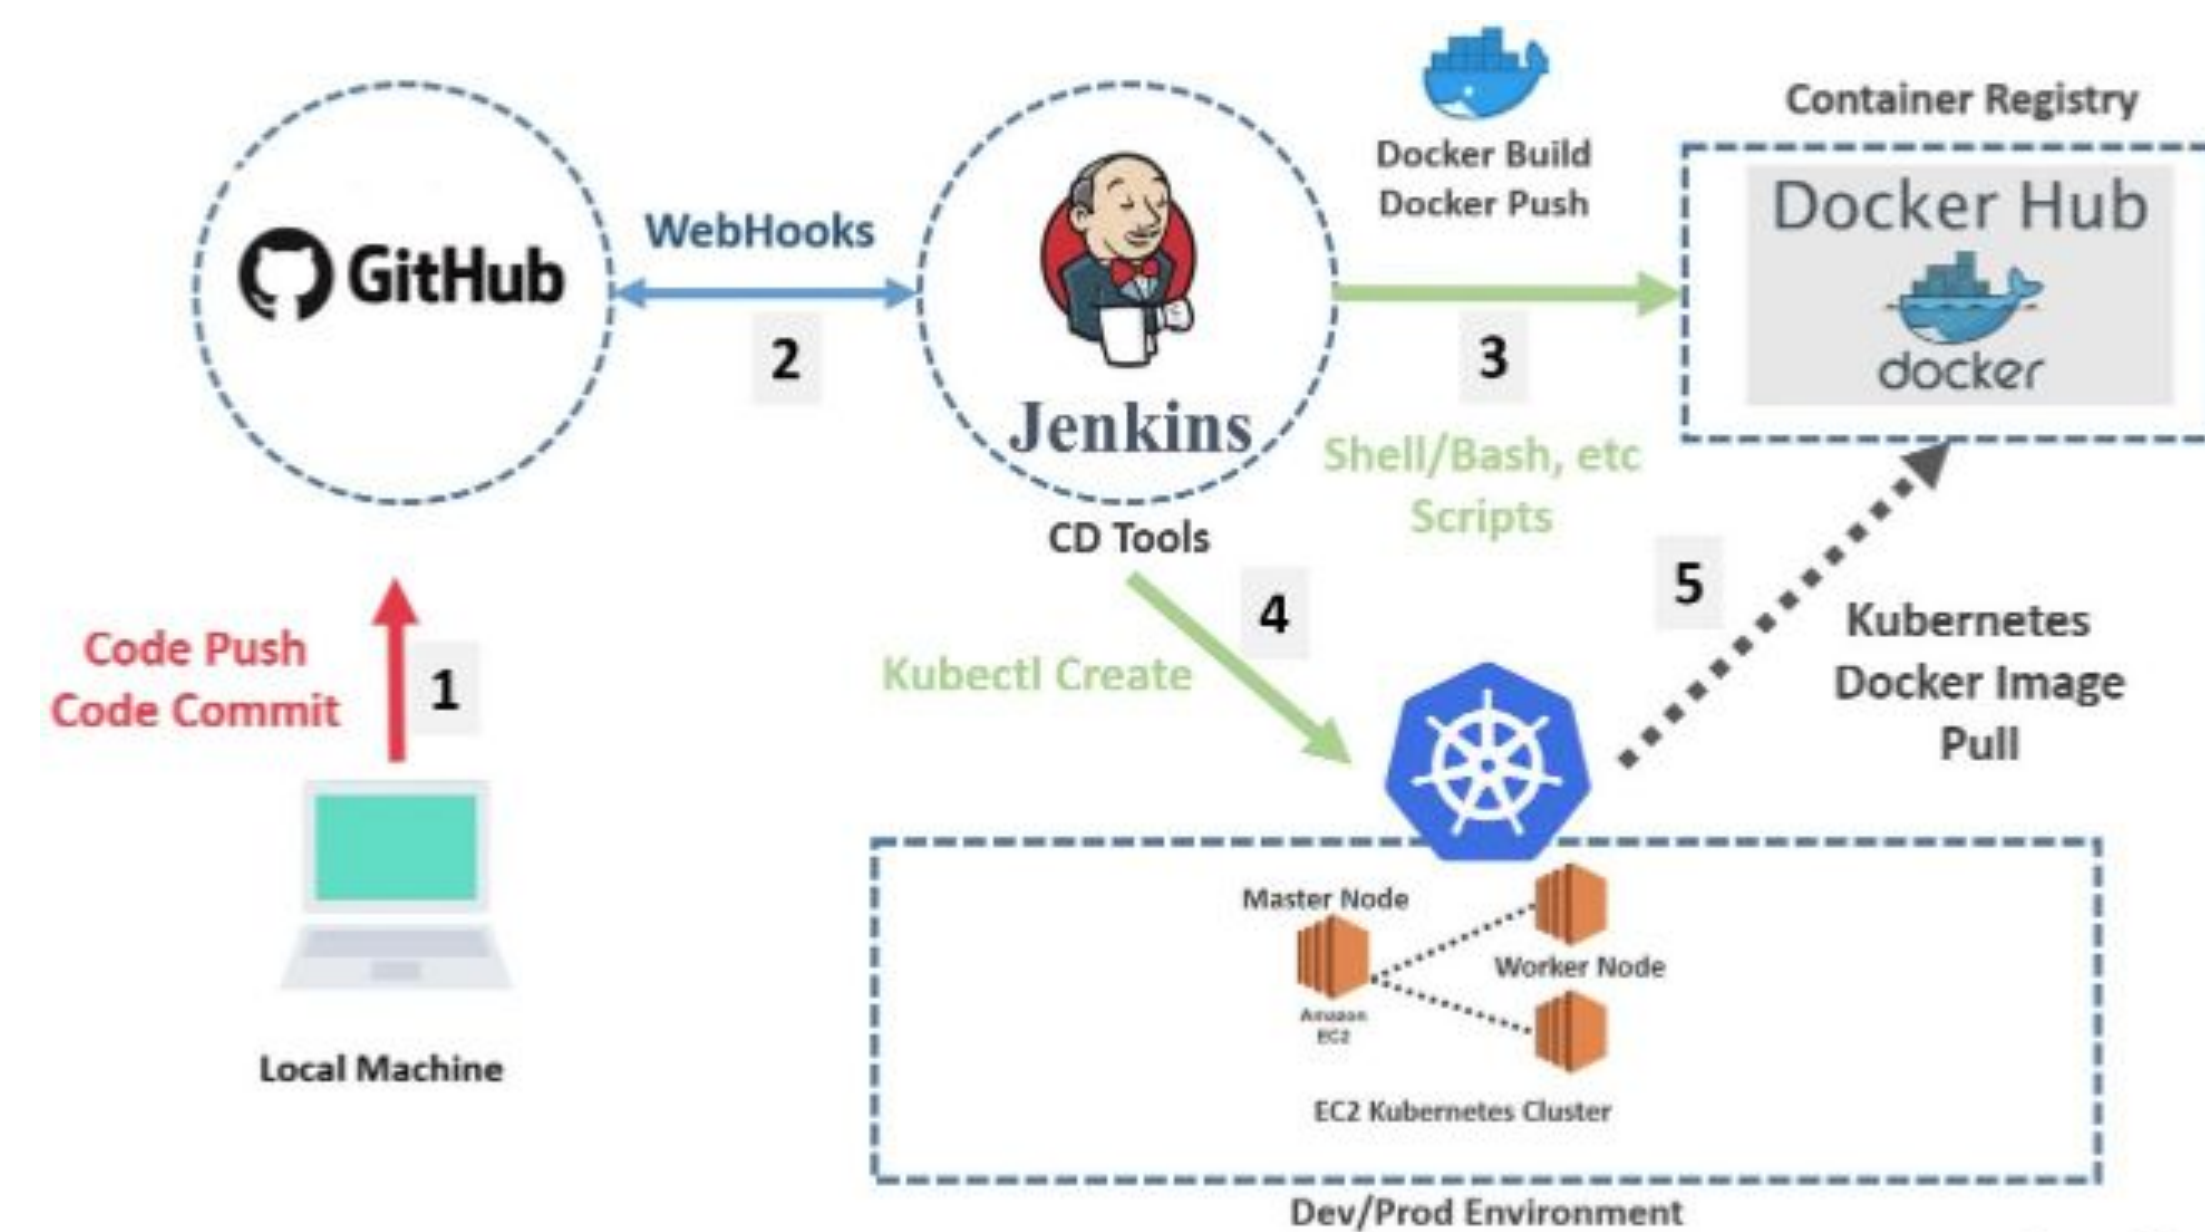 Container Registry
Docker Build
Docker Push
Docker Hub
docker
GitHub
WebHooks
2
Jenkins
3
Shell/Bash, etc
Scripts
CD Tools
4
5
Kubectl Create
Kubernetes
Docker Image
Pull
Code Push
Code Commit
1
Local Machine
Master Node
Amazon
EC2
Worker Node
EC2 Kubernetes Cluster
Dev/Prod Environment